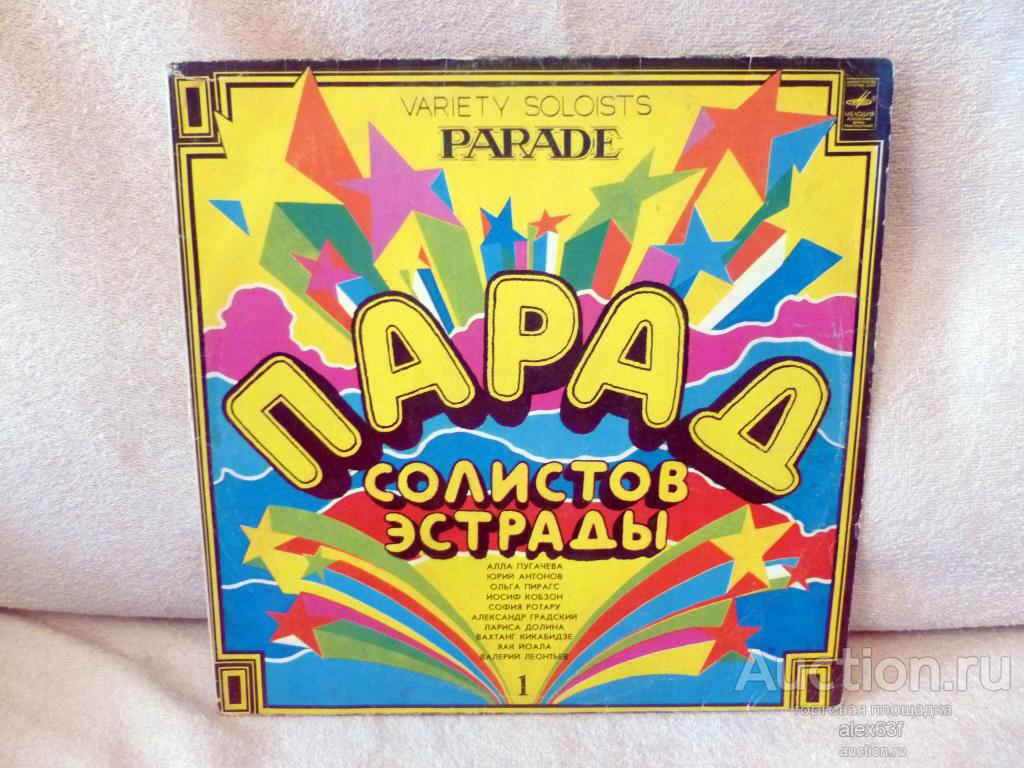 VARIETY SOLOISTS
PARADE
МЕЛОДИЯ
ПАРАД
СОЛИСТОВ
ЭСТРАДЫ
АЛЛА ПУГАЧЕВА
ЮРИЙ АНТОНОВ
ОЛЬГА ПИРАГС
ИОСИФ КОБЗОН
СОФИЯ РОТАРУ
АЛЕКСАНДР ГРАДСКИЙ
ЛАРИСА ДОЛИНА
ВАХТАНГ КИКАБИДЗЕ
ЯАК ЙОАЛА
ВАЛЕРИЙ ЛЕОНТЬЕВ
1
Auction.ru
торговая площадка
alex63f
auction.ru